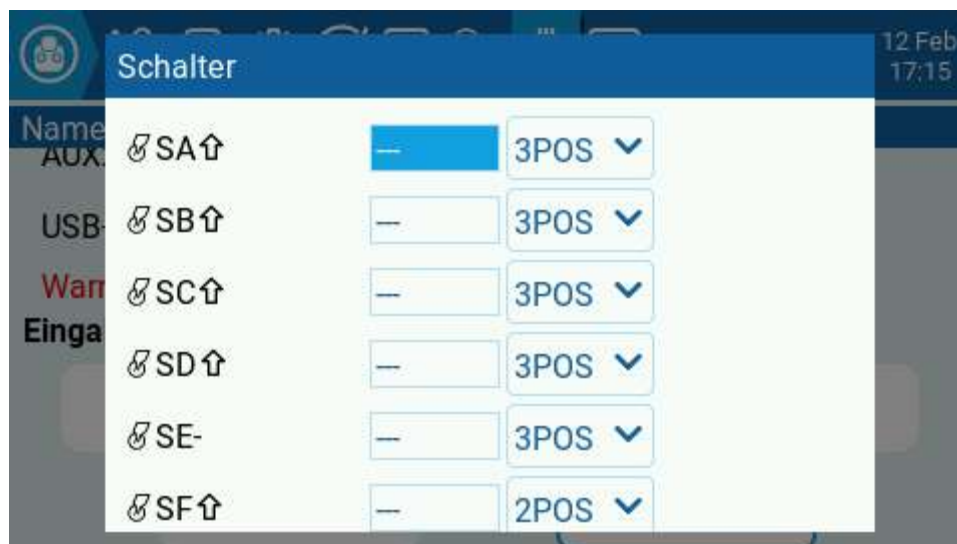 12 Feb
17:15
Schalter
Name
AUX.
USB-
Warn
Einga
SA⇧ --- 3POS
SB⇧ --- 3POS
SC⇧ --- 3POS
SD⇧ --- 3POS
SE- --- 3POS
SF⇧ --- 2POS